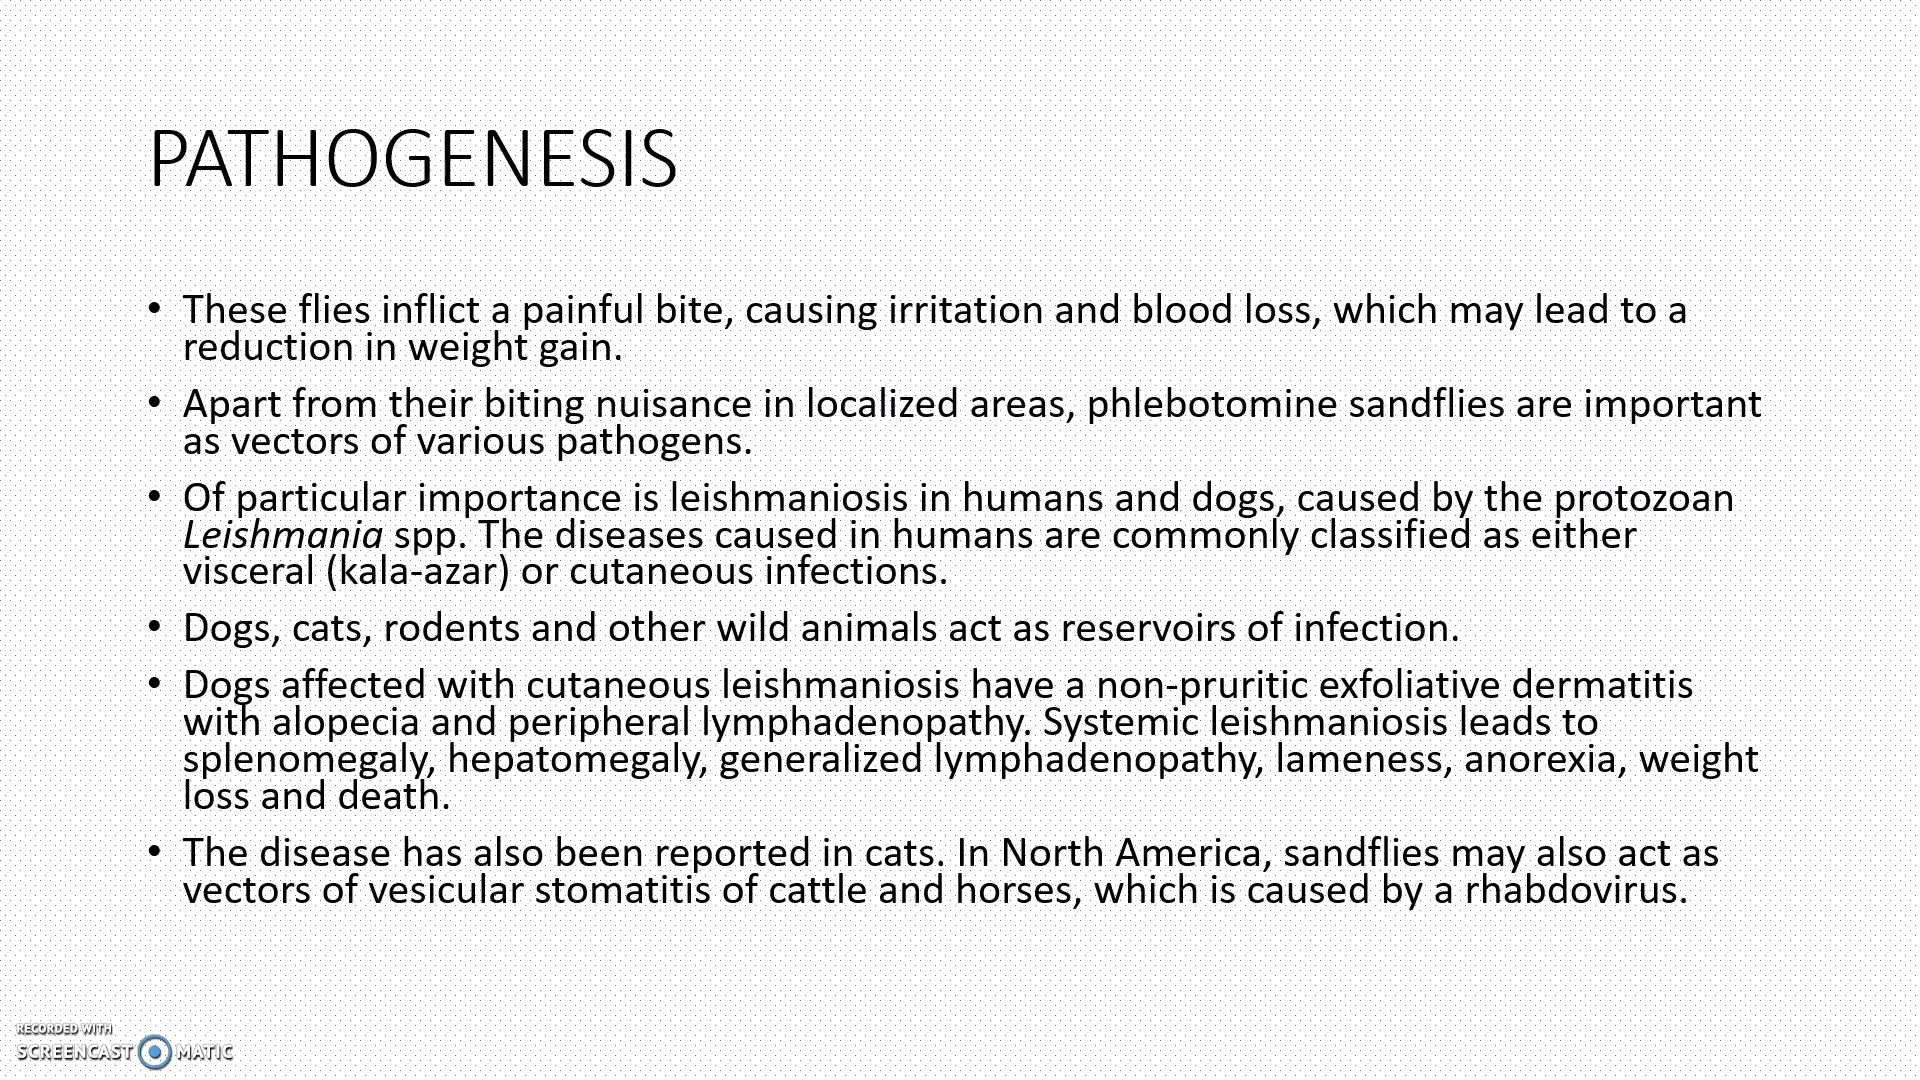 PATHOGENESIS
• These flies inflict a painful bite, causing irritation and blood loss, which may lead to a
reduction in weight gain.
• Apart from their biting nuisance in localized areas, phlebotomine sandflies are important
as vectors of various pathogens.
• Of particular importance is leishmaniosis in humans and dogs, caused by the protozoan
Leishmania spp. The diseases caused in humans are commonly classified as either
visceral (kala-azar) or cutaneous infections.
• Dogs, cats, rodents and other wild animals act as reservoirs of infection.
• Dogs affected with cutaneous leishmaniosis have a non-pruritic exfoliative dermatitis
with alopecia and peripheral lymphadenopathy. Systemic leishmaniosis leads to
splenomegaly, hepatomegaly, generalized lymphadenopathy, lameness, anorexia, weight
loss and death.
• The disease has also been reported in cats. In North America, sandflies may also act as
vectors of vesicular stomatitis of cattle and horses, which is caused by a rhabdovirus.
RECORDED WITH
SCREENCAST MATIC